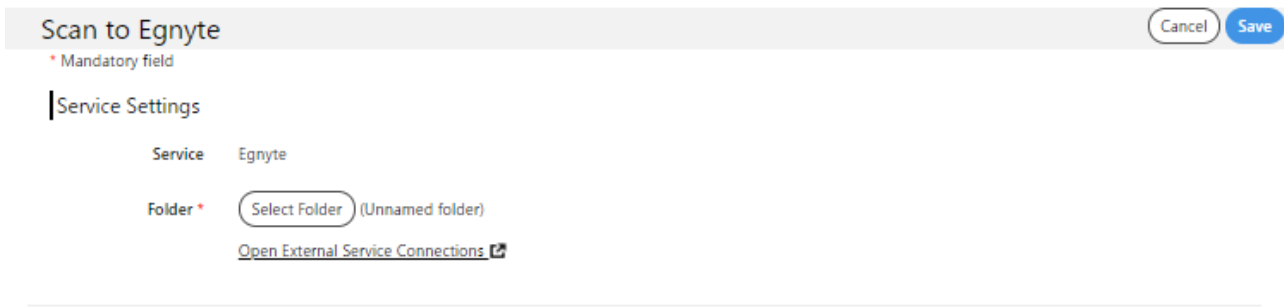 Scan to Egnyte
Cancel
Save
* Mandatory field
Service Settings
Service Egnyte
Folder * Select Folder (Unnamed folder)
Open External Service Connections